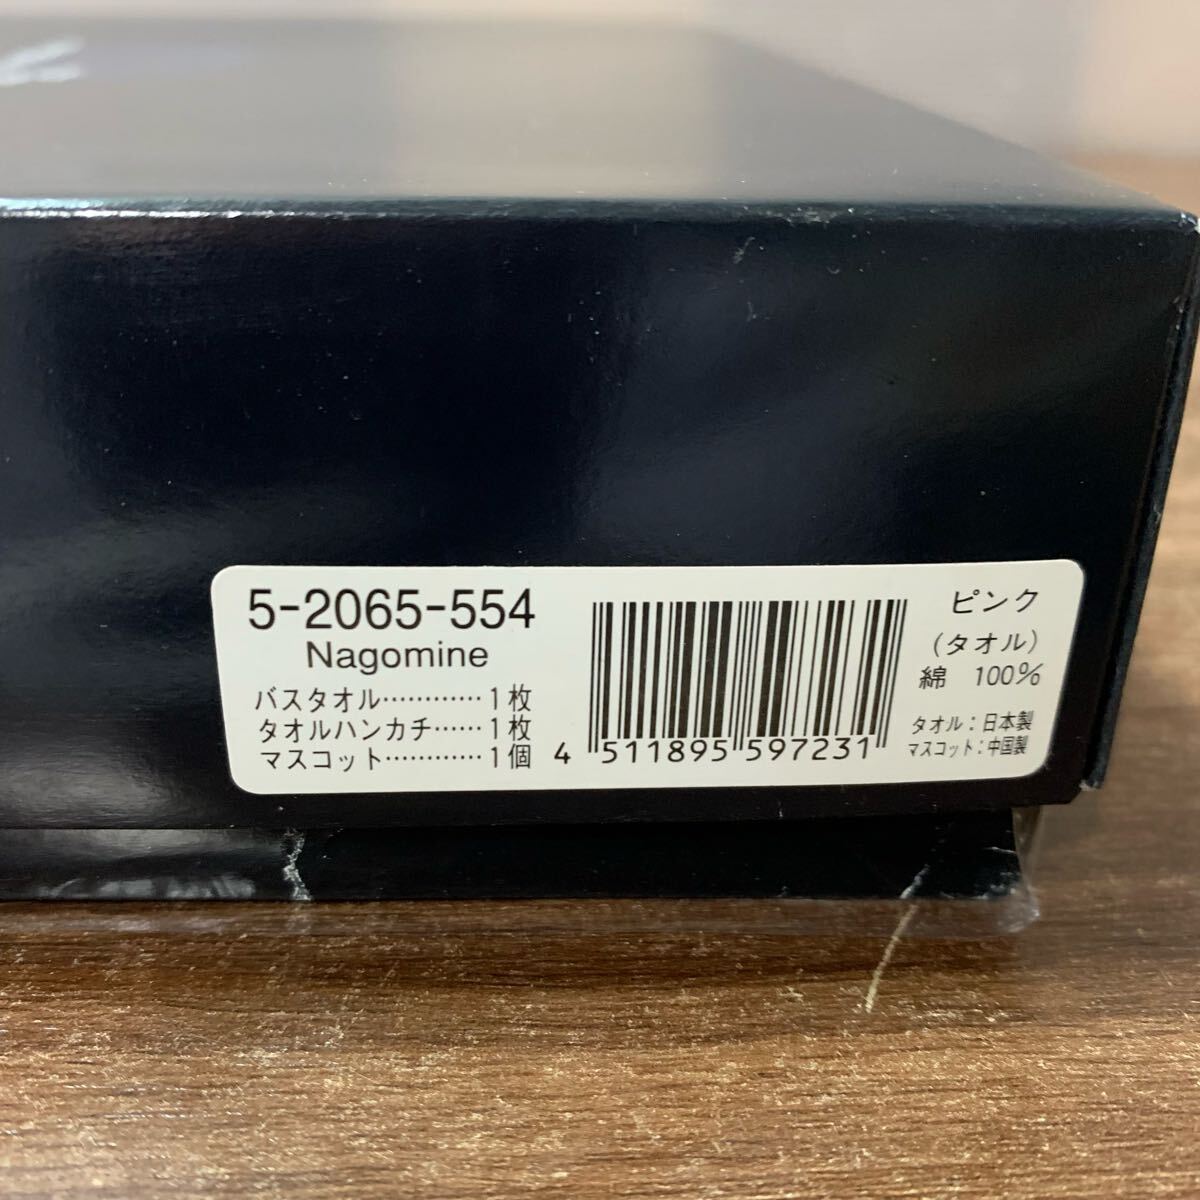 5-2065-554
Nagomine
バスタオル…………1枚
タオルハンカチ……1枚
マスコット…………1個
4 511895 597231
ピンク
(タオル)
綿 100%
タオル：日本製
マスコット：中国製